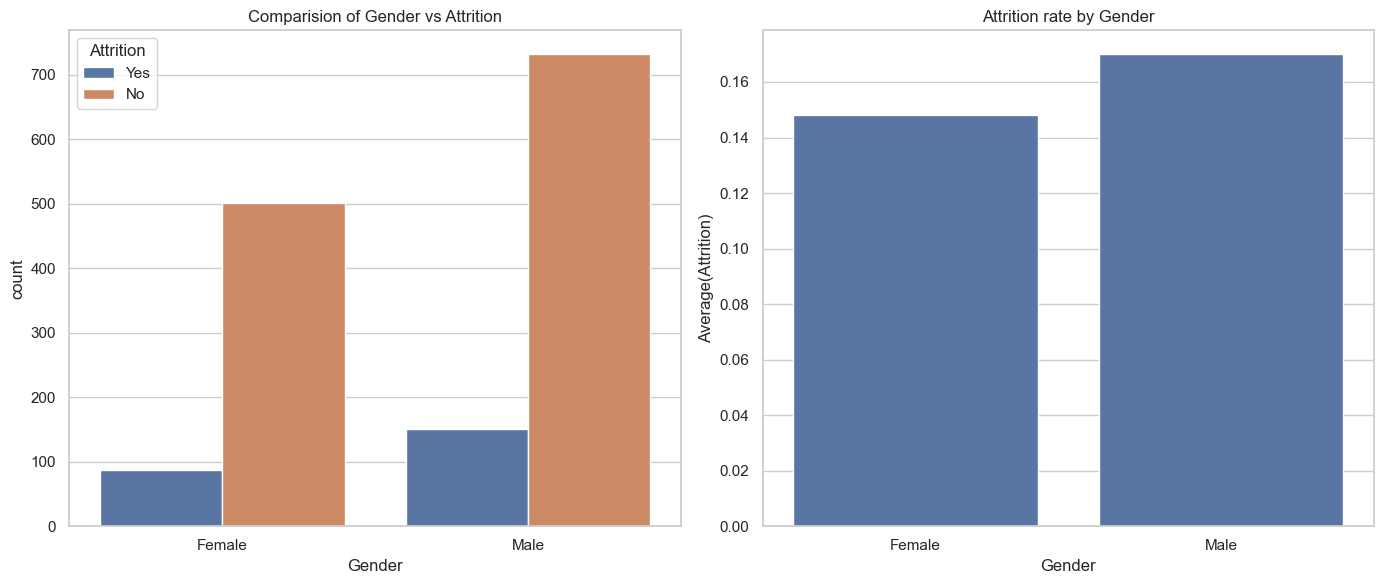 Comparision of Gender vs Attrition
Attrition
Yes
No
700
600
500
400
300
200
100
0
count
Female
Male
Gender
Attrition rate by Gender
0.16
0.14
0.12
0.10
0.08
0.06
0.04
0.02
0.00
Average(Attrition)
Female
Male
Gender